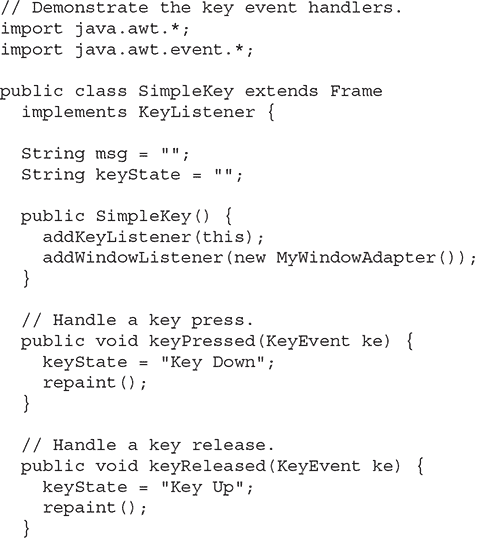 // Demonstrate the key event handlers.
import java.awt.*;
import java.awt.event.*;

public class SimpleKey extends Frame
  implements KeyListener {

  String msg = "";
  String keyState = "";

  public SimpleKey() {
    addKeyListener(this);
    addWindowListener(new MyWindowAdapter());
  }

  // Handle a key press.
  public void keyPressed(KeyEvent ke) {
    keyState = "Key Down";
    repaint();
  }

  // Handle a key release.
  public void keyReleased(KeyEvent ke) {
    keyState = "Key Up";
    repaint();
  }